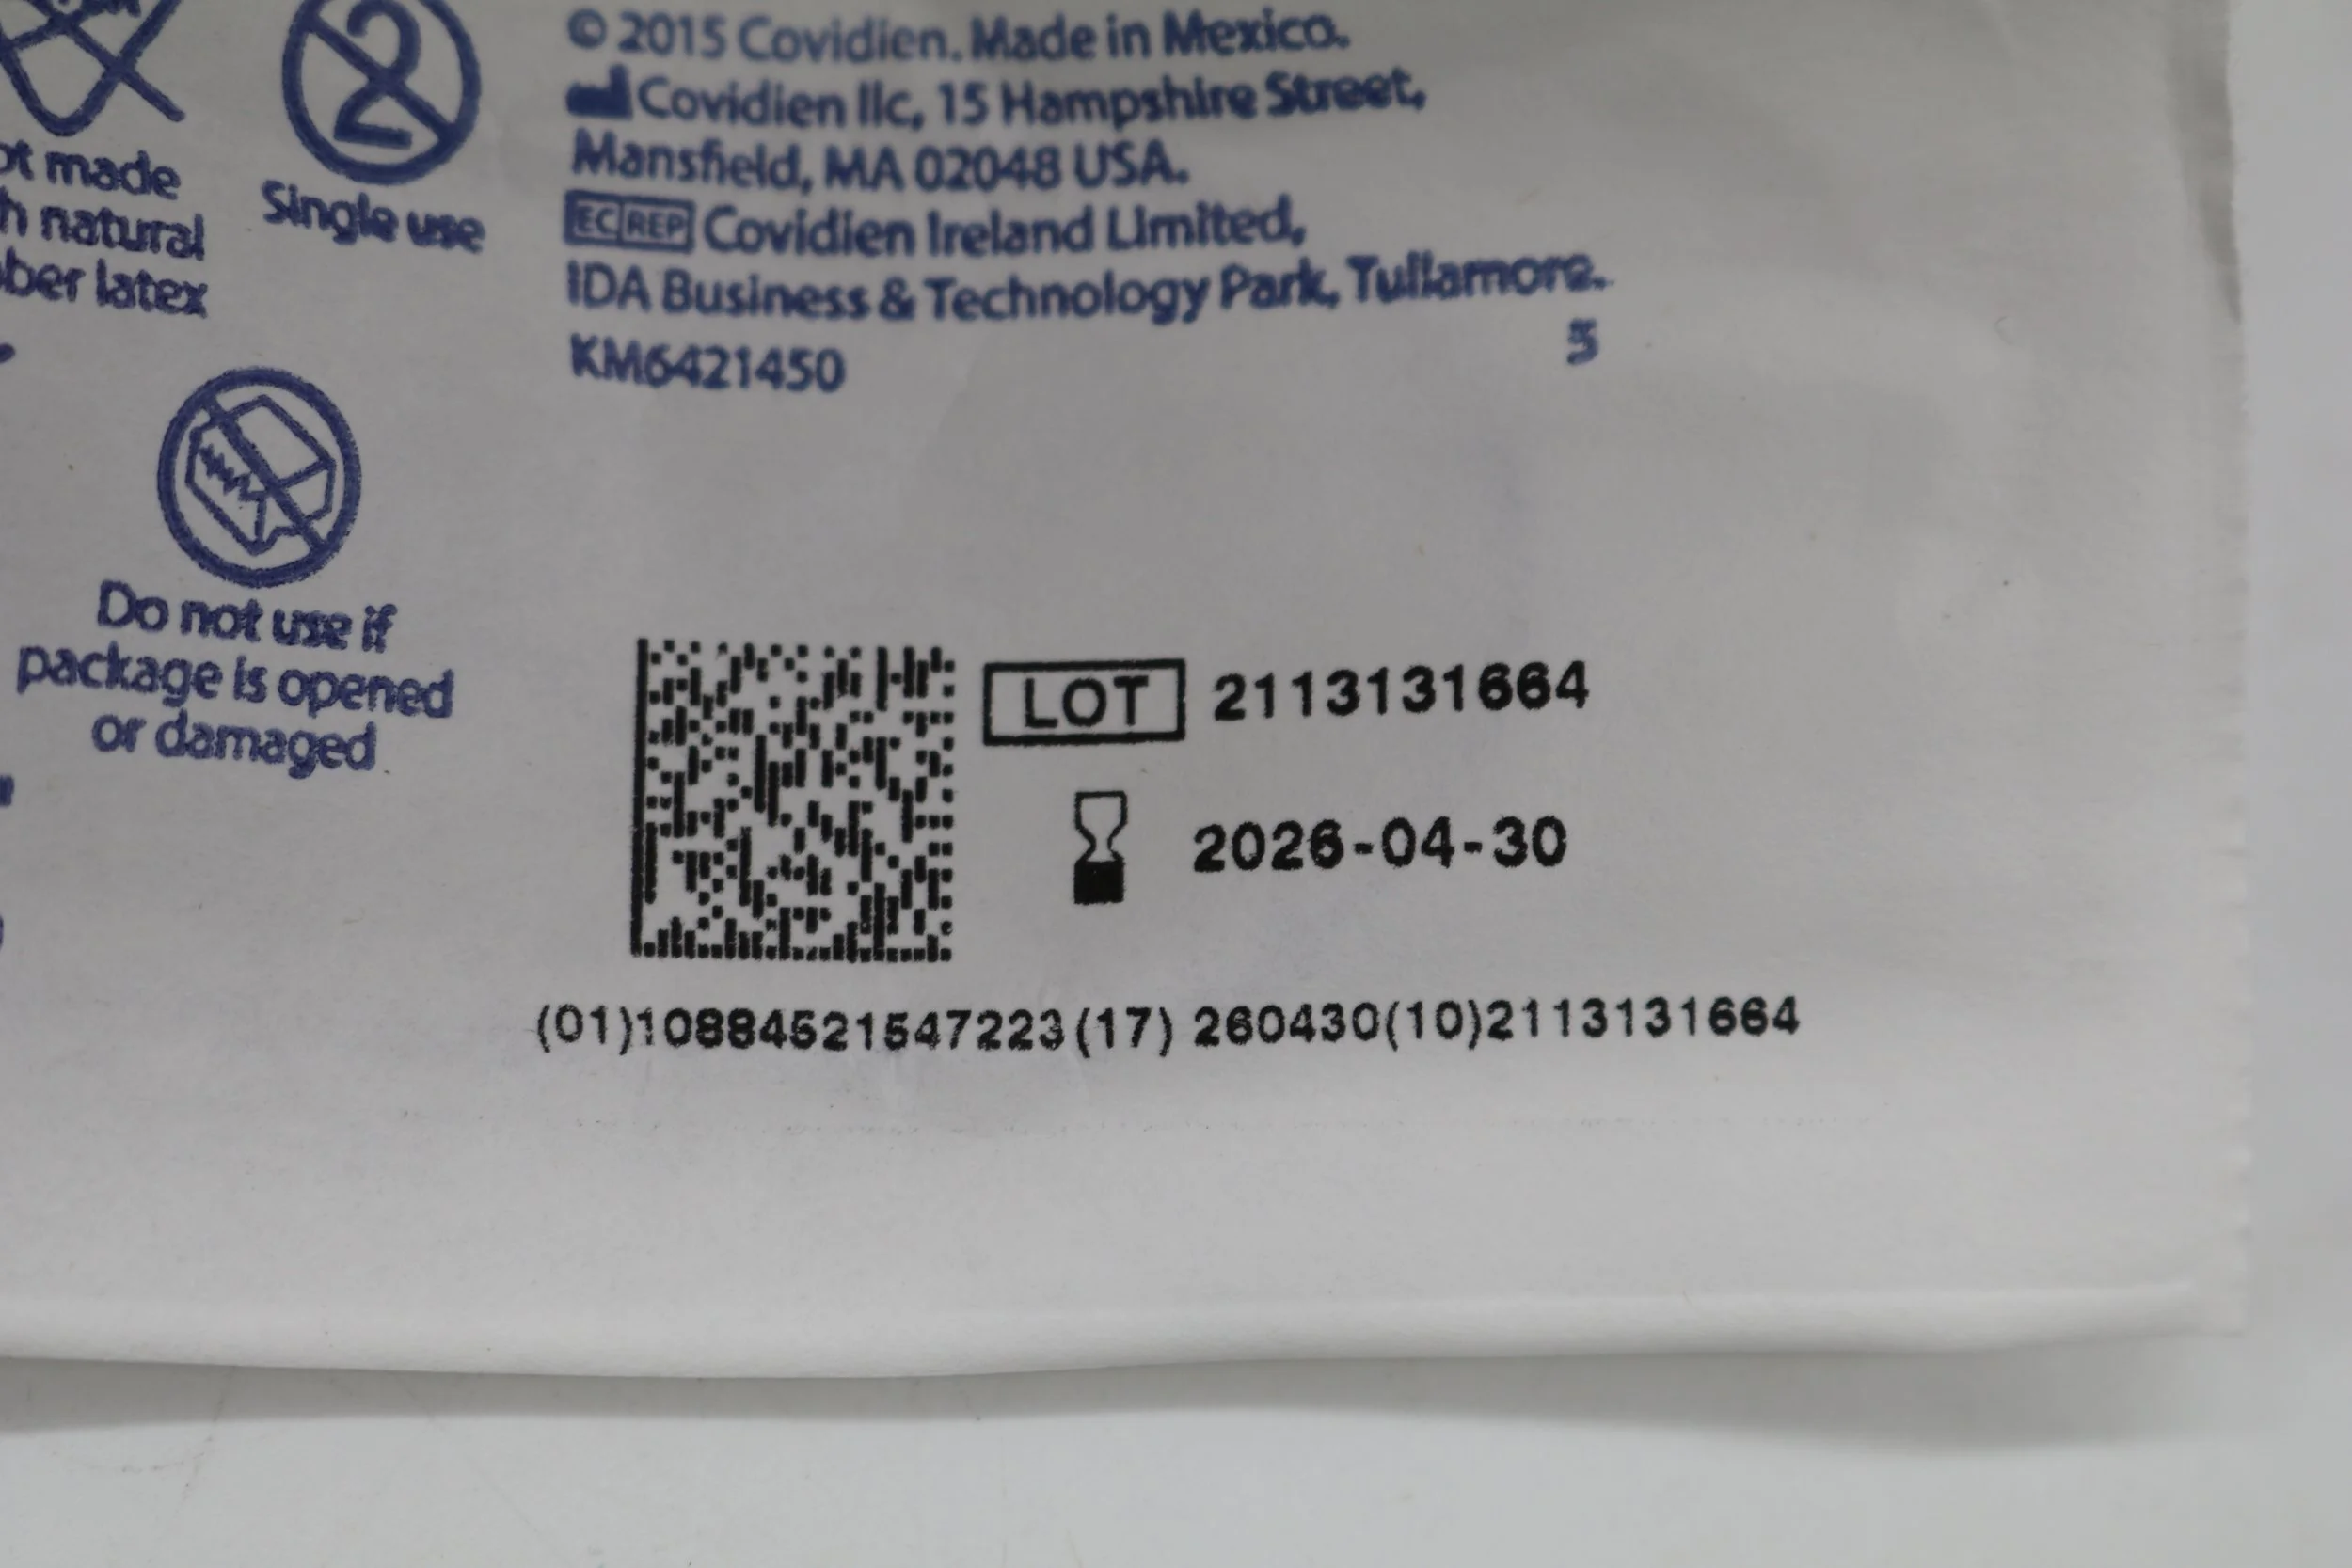 © 2015 Covidien. Made in Mexico.
Covidien llc, 15 Hampshire Street,
Mansfield, MA 02048 USA.
EC REP Covidien Ireland Limited,
IDA Business & Technology Park, Tullamore.
KM6421450
5
2
made
natural
latex
Single use
Do not use if
package is opened
or damaged
LOT 2113131664
2026-04-30
(01)10884521547223(17) 260430(10)2113131664